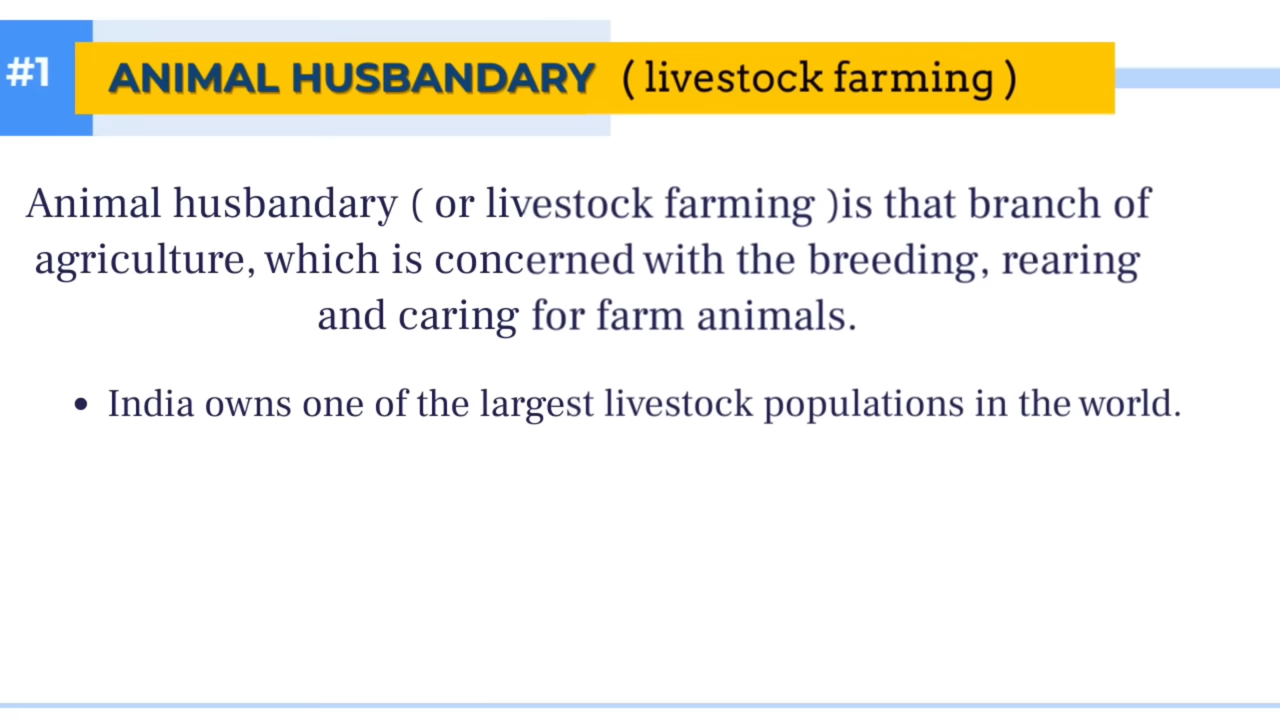 #1
ANIMAL HUSBANDARY ( livestock farming )
Animal husbandary ( or livestock farming )is that branch of
agriculture, which is concerned with the breeding, rearing
and caring for farm animals.
• India owns one of the largest livestock populations in the world.